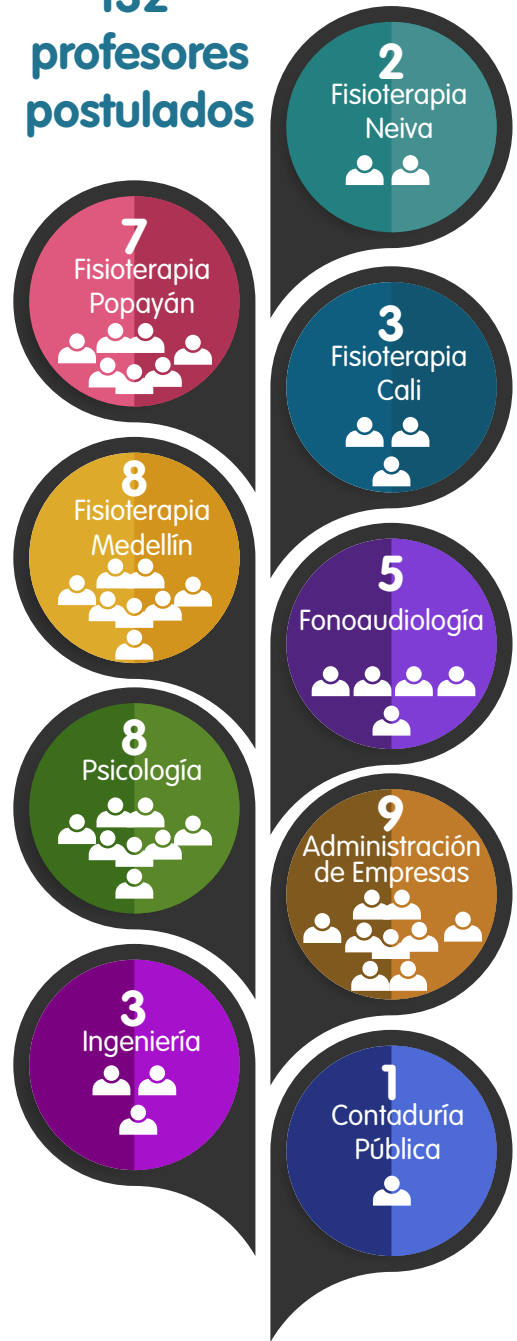 132
profesores
postulados
2
Fisioterapia
Neiva
7
Fisioterapia
Popayán
3
Fisioterapia
Cali
8
Fisioterapia
Medellín
5
Fonoaudiología
8
Psicología
9
Administración
de Empresas
3
Ingeniería
1
Contaduría
Pública